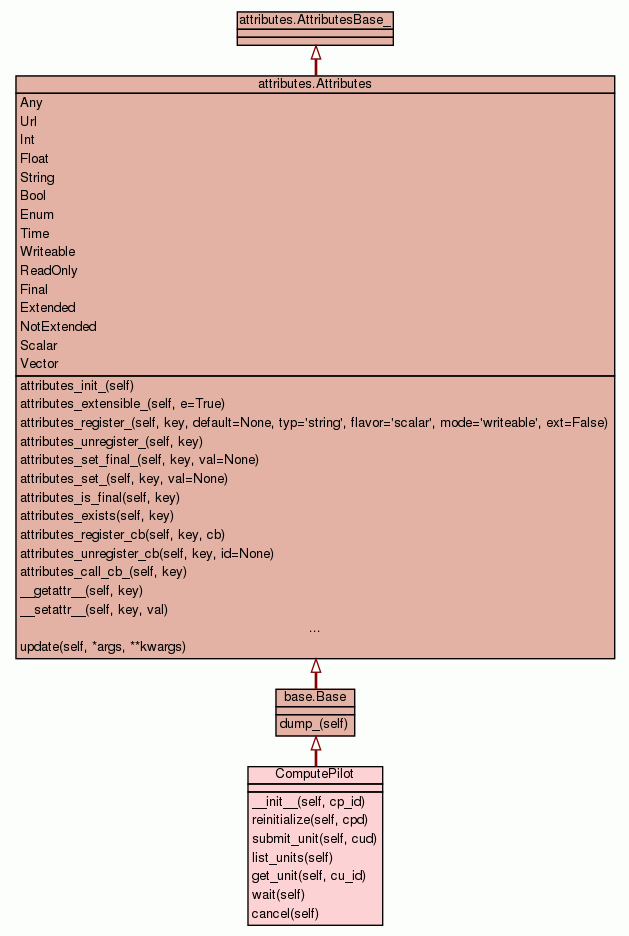 attributes.AttributesBase_
attributes.Attributes
Any
Url
Int
Float
String
Bool
Enum
Time
Writeable
ReadOnly
Final
Extended
NotExtended
Scalar
Vector
attributes_init_(self)
attributes_extensible_(self, e=True)
attributes_register_(self, key, default=None, typ='string', flavor='scalar', mode='writeable', ext=False)
attributes_unregister_(self, key)
attributes_set_final_(self, key, val=None)
attributes_set_(self, key, val=None)
attributes_is_final(self, key)
attributes_exists(self, key)
attributes_register_cb(self, key, cb)
attributes_unregister_cb(self, key, id=None)
attributes_call_cb_(self, key)
__getattr__(self, key)
__setattr__(self, key, val)
...
update(self, *args, **kwargs)
base.Base
dump_(self)
ComputePilot
__init__(self, cp_id)
reinitialize(self, cpd)
submit_unit(self, cud)
list_units(self)
get_unit(self, cu_id)
wait(self)
cancel(self)